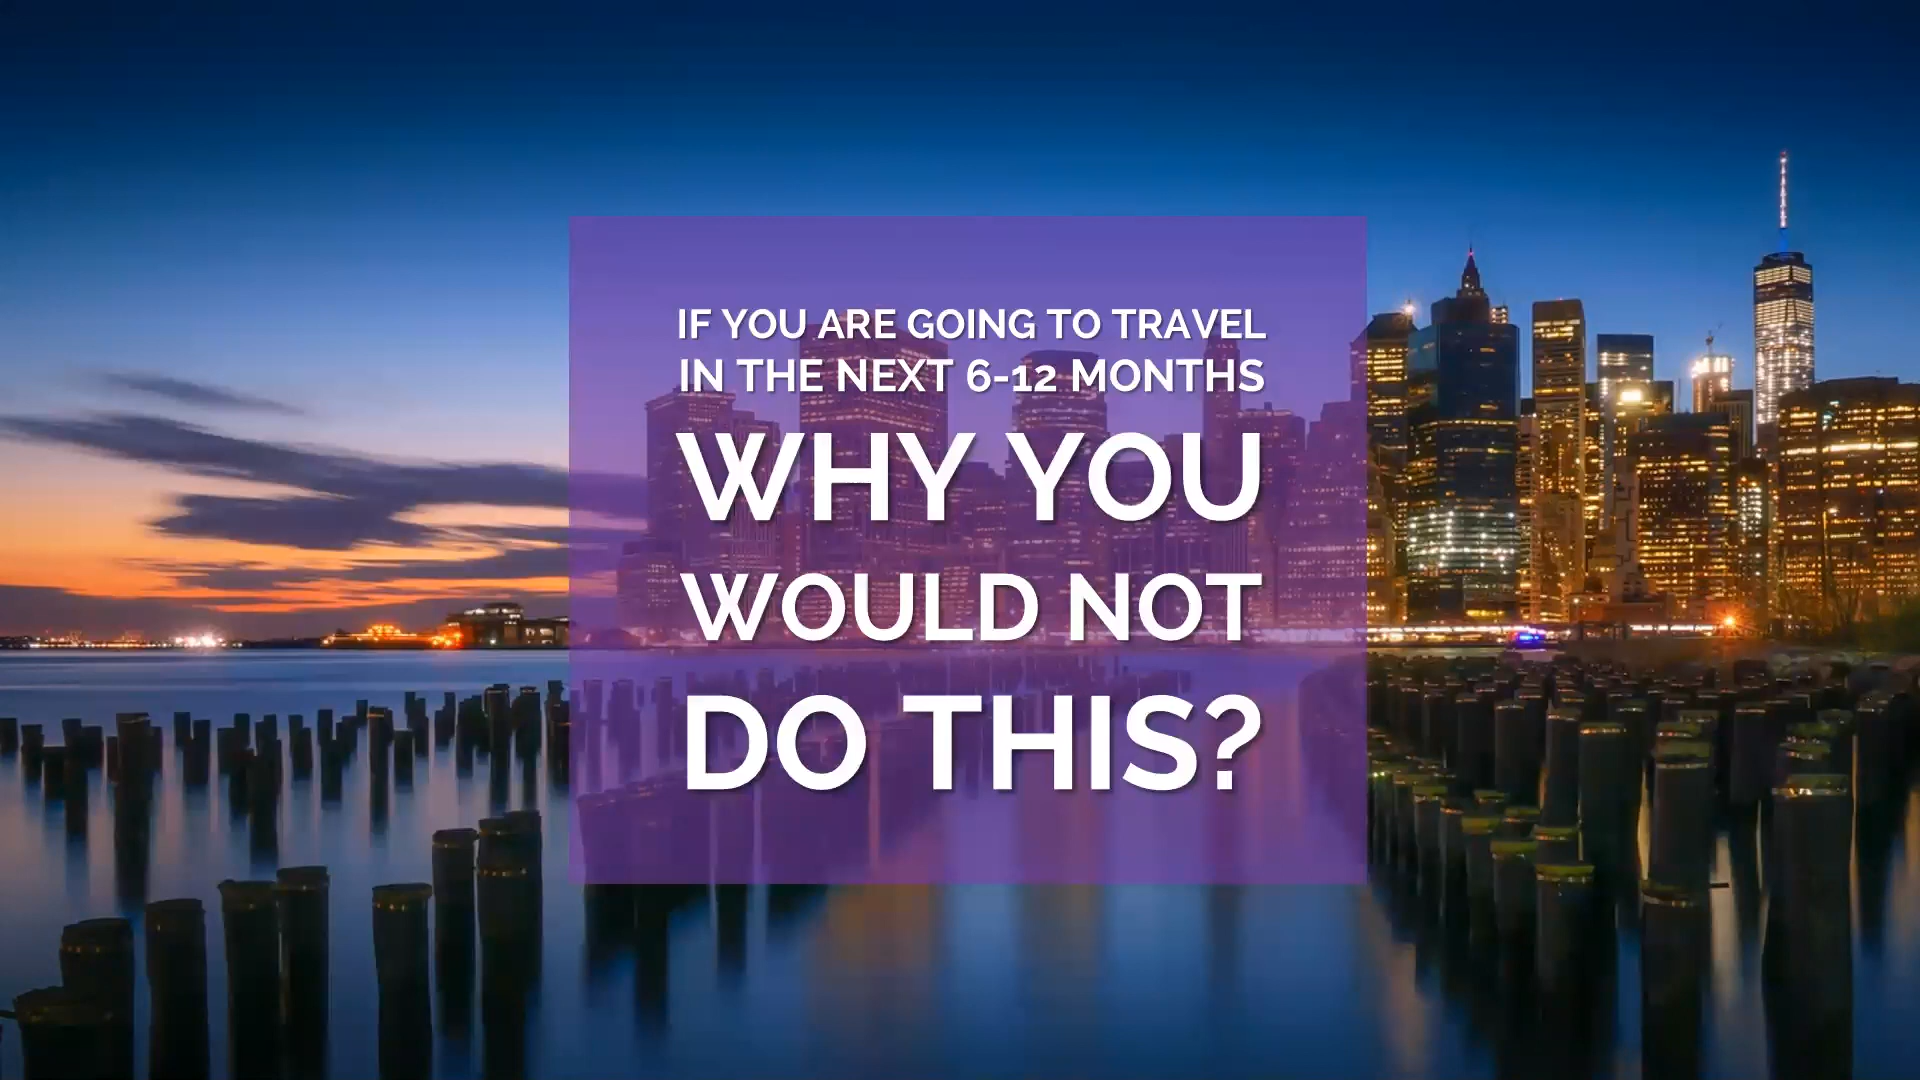 IF YOU ARE GOING TO TRAVEL
IN THE NEXT 6-12 MONTHS
WHY YOU
WOULD NOT
DO THIS?